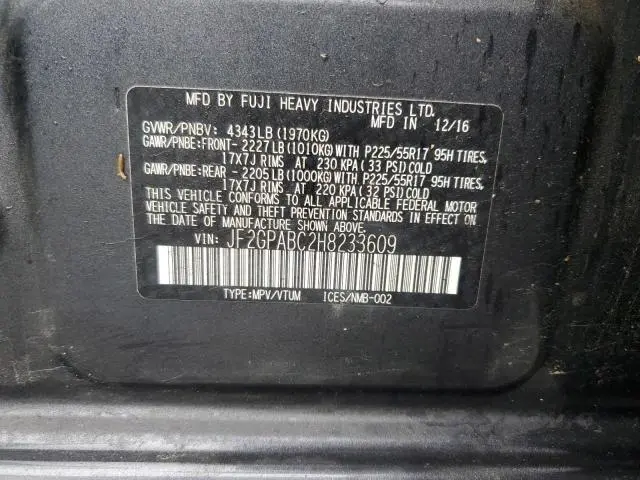 MFD BY FUJI HEAVY INDUSTRIES LTD.
MFD IN 12/16
GVWR/PNBV: 4343LB (1970KG)
GAWR/PNBE:FRONT- 2227LB (1010KG) WITH P225/55R17 95H TIRES,
17X7J RIMS AT 230 KPA (33 PSI) COLD
GAWR/PNBE:REAR - 2205LB (1000KG) WITH P225/55R17 95H TIRES,
17X7J RIMS AT 220 KPA (32 PSI) COLD
THIS VEHICLE CONFORMS TO ALL APPLICABLE FEDERAL MOTOR
VEHICLE SAFETY AND THEFT PREVENTION STANDARDS IN EFFECT ON
THE DATE OF MANUFACTURE SHOWN ABOVE.
VIN: JF2GPABC2H8233609
TYPE:MPV/VTUM ICES/NMB-002